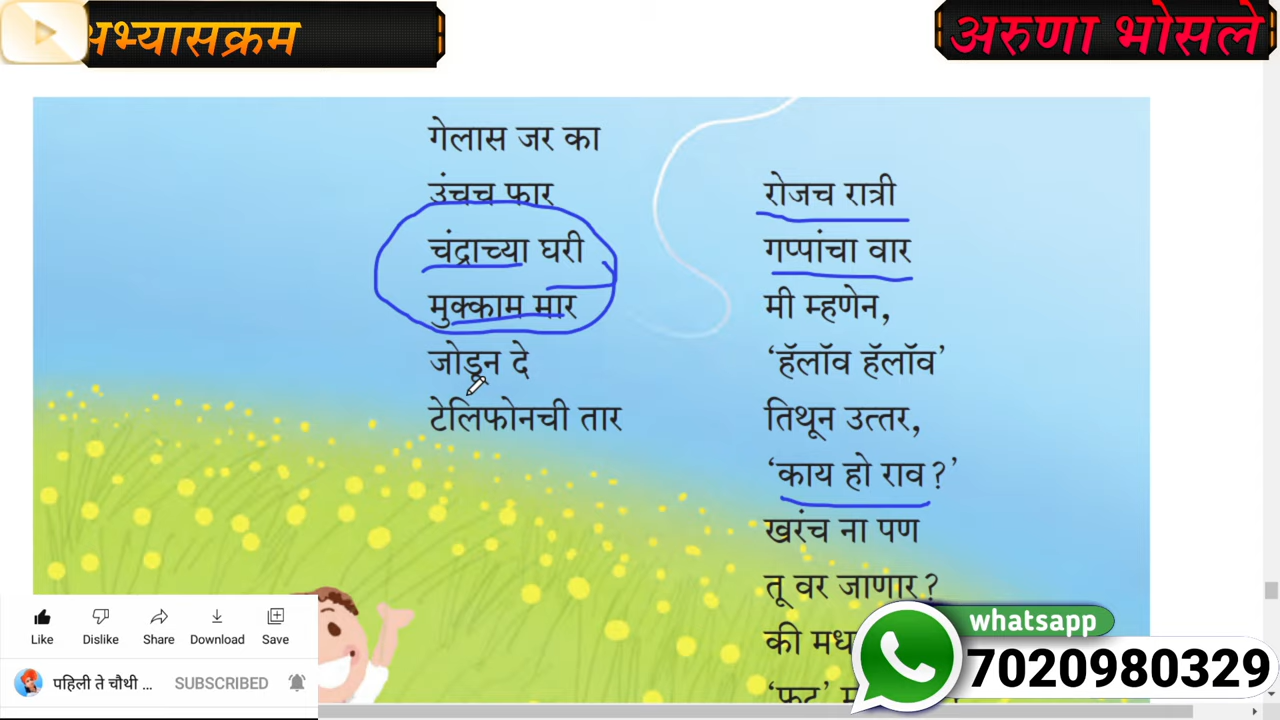 अभ्यासक्रम
अरुणा भोसले
गेलास जर का
उंचच फार
चंद्राच्या घरी
मुक्काम मार
जोडून दे
टेलिफोनची तार
रोजच रात्री
गप्पांचा वार
मी म्हणेन,
‘हॅलॉव हॅलॉव’
तिथून उत्तर,
‘काय हो राव?’
खरंच ना पण
तू वर जाणार?
की
Like Dislike Share Download Save
पहिली ते चौथी ... SUBSCRIBED
whatsapp
7020980329